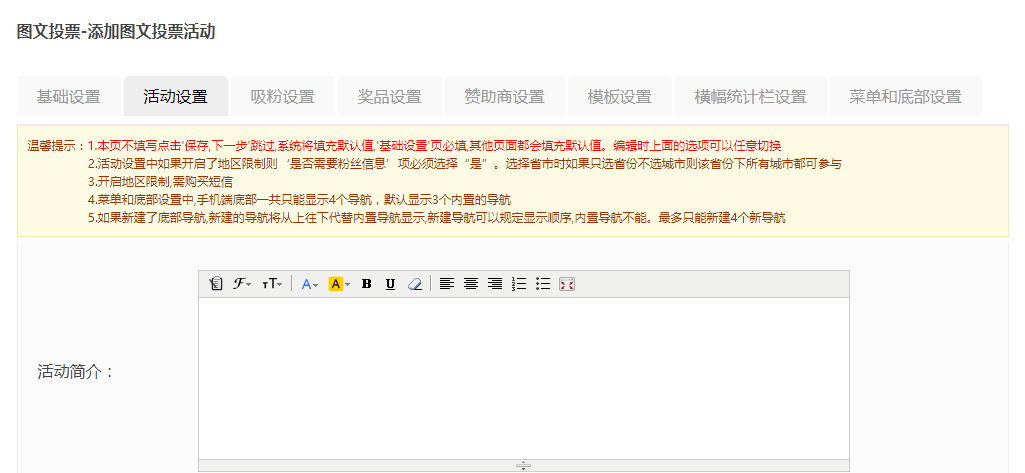 图文投票-添加图文投票活动
基础设置 活动设置 吸粉设置 奖品设置 赞助商设置 模板设置 横幅统计栏设置 菜单和底部设置
温馨提示：1.本页不填写点击'保存,下一步'跳过,系统将填充默认值,'基础设置'页必填,其他页面都会填充默认值。编辑时上面的选项可以任意切换
2.活动设置中如果开启了地区限制则‘是否需要粉丝信息’项必须选择“是”。选择省市时如果只选省份不选城市则该省份下所有城市都可参与
3.开启地区限制,需购买短信
4.菜单和底部设置中,手机端底部一共只能显示4个导航，默认显示3个内置的导航
5.如果新建了底部导航,新建的导航将从上往下代替内置导航显示,新建导航可以规定显示顺序,内置导航不能。最多只能新建4个新导航
F TT A A B U
活动简介：